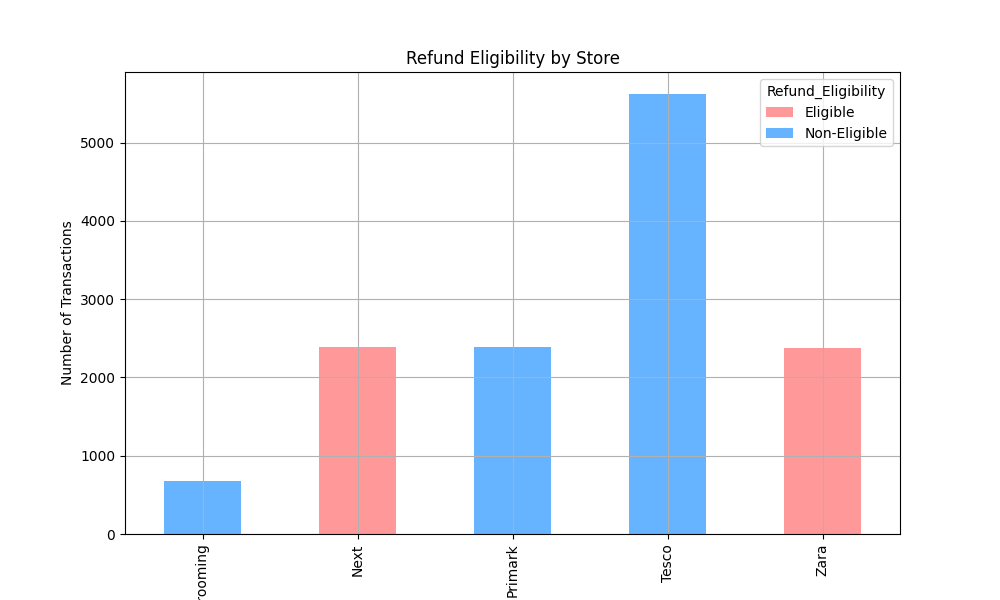 Refund Eligibility by Store
Refund_Eligibility
Eligible
Non-Eligible
Number of Transactions
5000
4000
3000
2000
1000
0
rooming
Next
Primark
Tesco
Zara